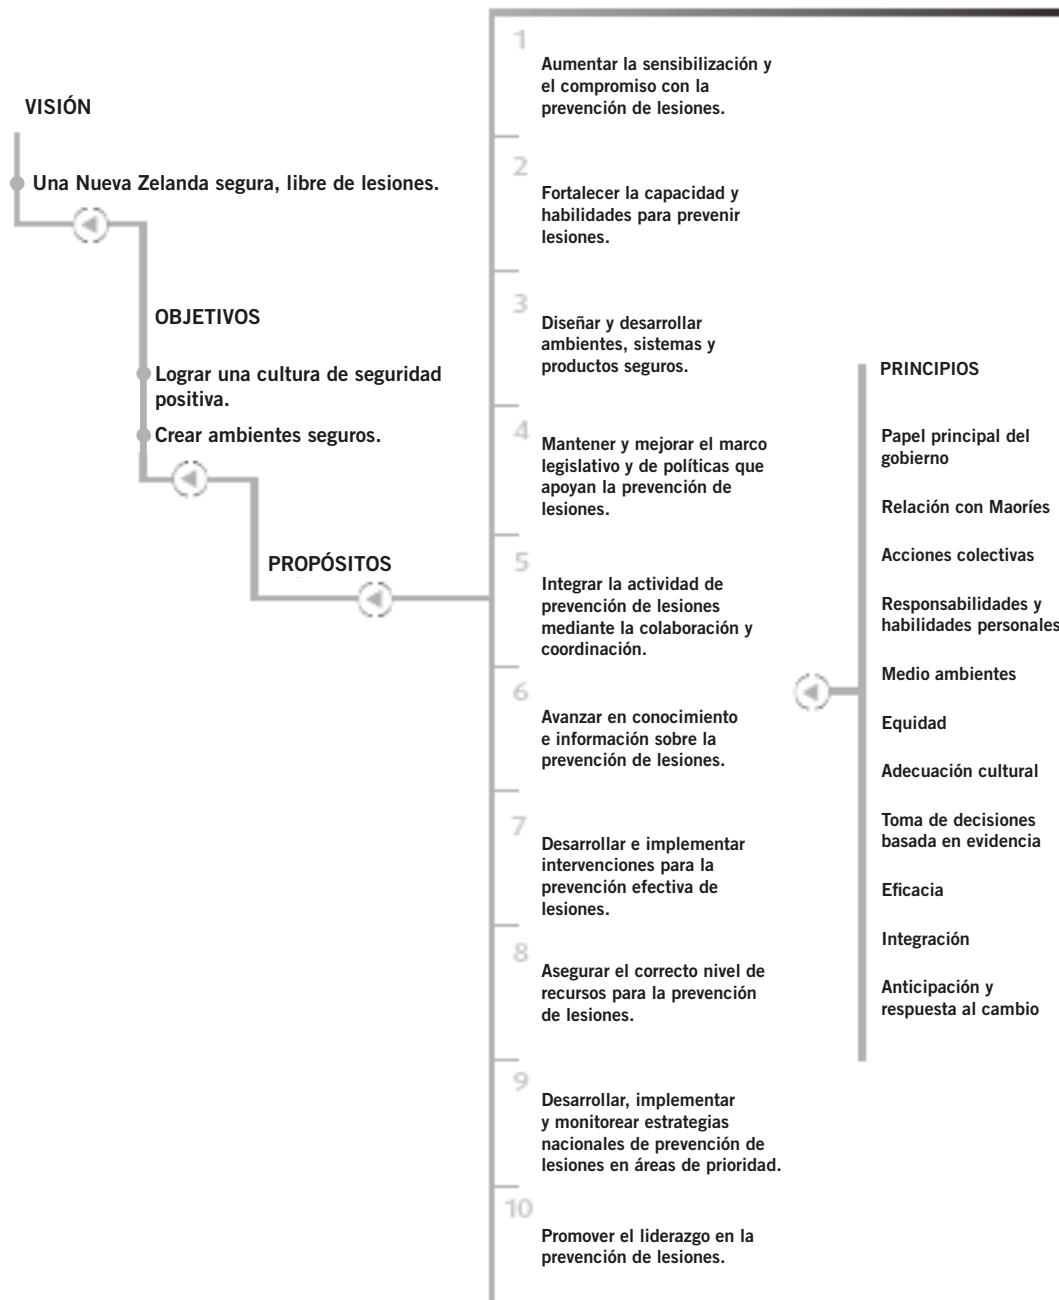 VISIÓN
Una Nueva Zelanda segura, libre de lesiones.
OBJETIVOS
Lograr una cultura de seguridad
positiva.
Crear ambientes seguros.
PROPÓSITOS
1
Aumentar la sensibilización y
el compromiso con la
prevención de lesiones.
2
Fortalecer la capacidad y
habilidades para prevenir
lesiones.
3
Diseñar y desarrollar
ambientes, sistemas y
productos seguros.
4
Mantener y mejorar el marco
legislativo y de políticas que
apoyan la prevención de
lesiones.
5
Integrar la actividad de
prevención de lesiones
mediante la colaboración y
coordinación.
6
Avanzar en conocimiento
e información sobre la
prevención de lesiones.
7
Desarrollar e implementar
intervenciones para la
prevención efectiva de
lesiones.
8
Asegurar el correcto nivel de
recursos para la prevención
de lesiones.
9
Desarrollar, implementar
y monitorear estrategias
nacionales de prevención de
lesiones en áreas de prioridad.
10
Promover el liderazgo en la
prevención de lesiones.
PRINCIPIOS
Papel principal del
gobierno
Relación con Maoríes
Acciones colectivas
Responsabilidades y
habilidades personales
Medio ambientes
Equidad
Adecuación cultural
Toma de decisiones
basada en evidencia
Eficacia
Integración
Anticipación y
respuesta al cambio